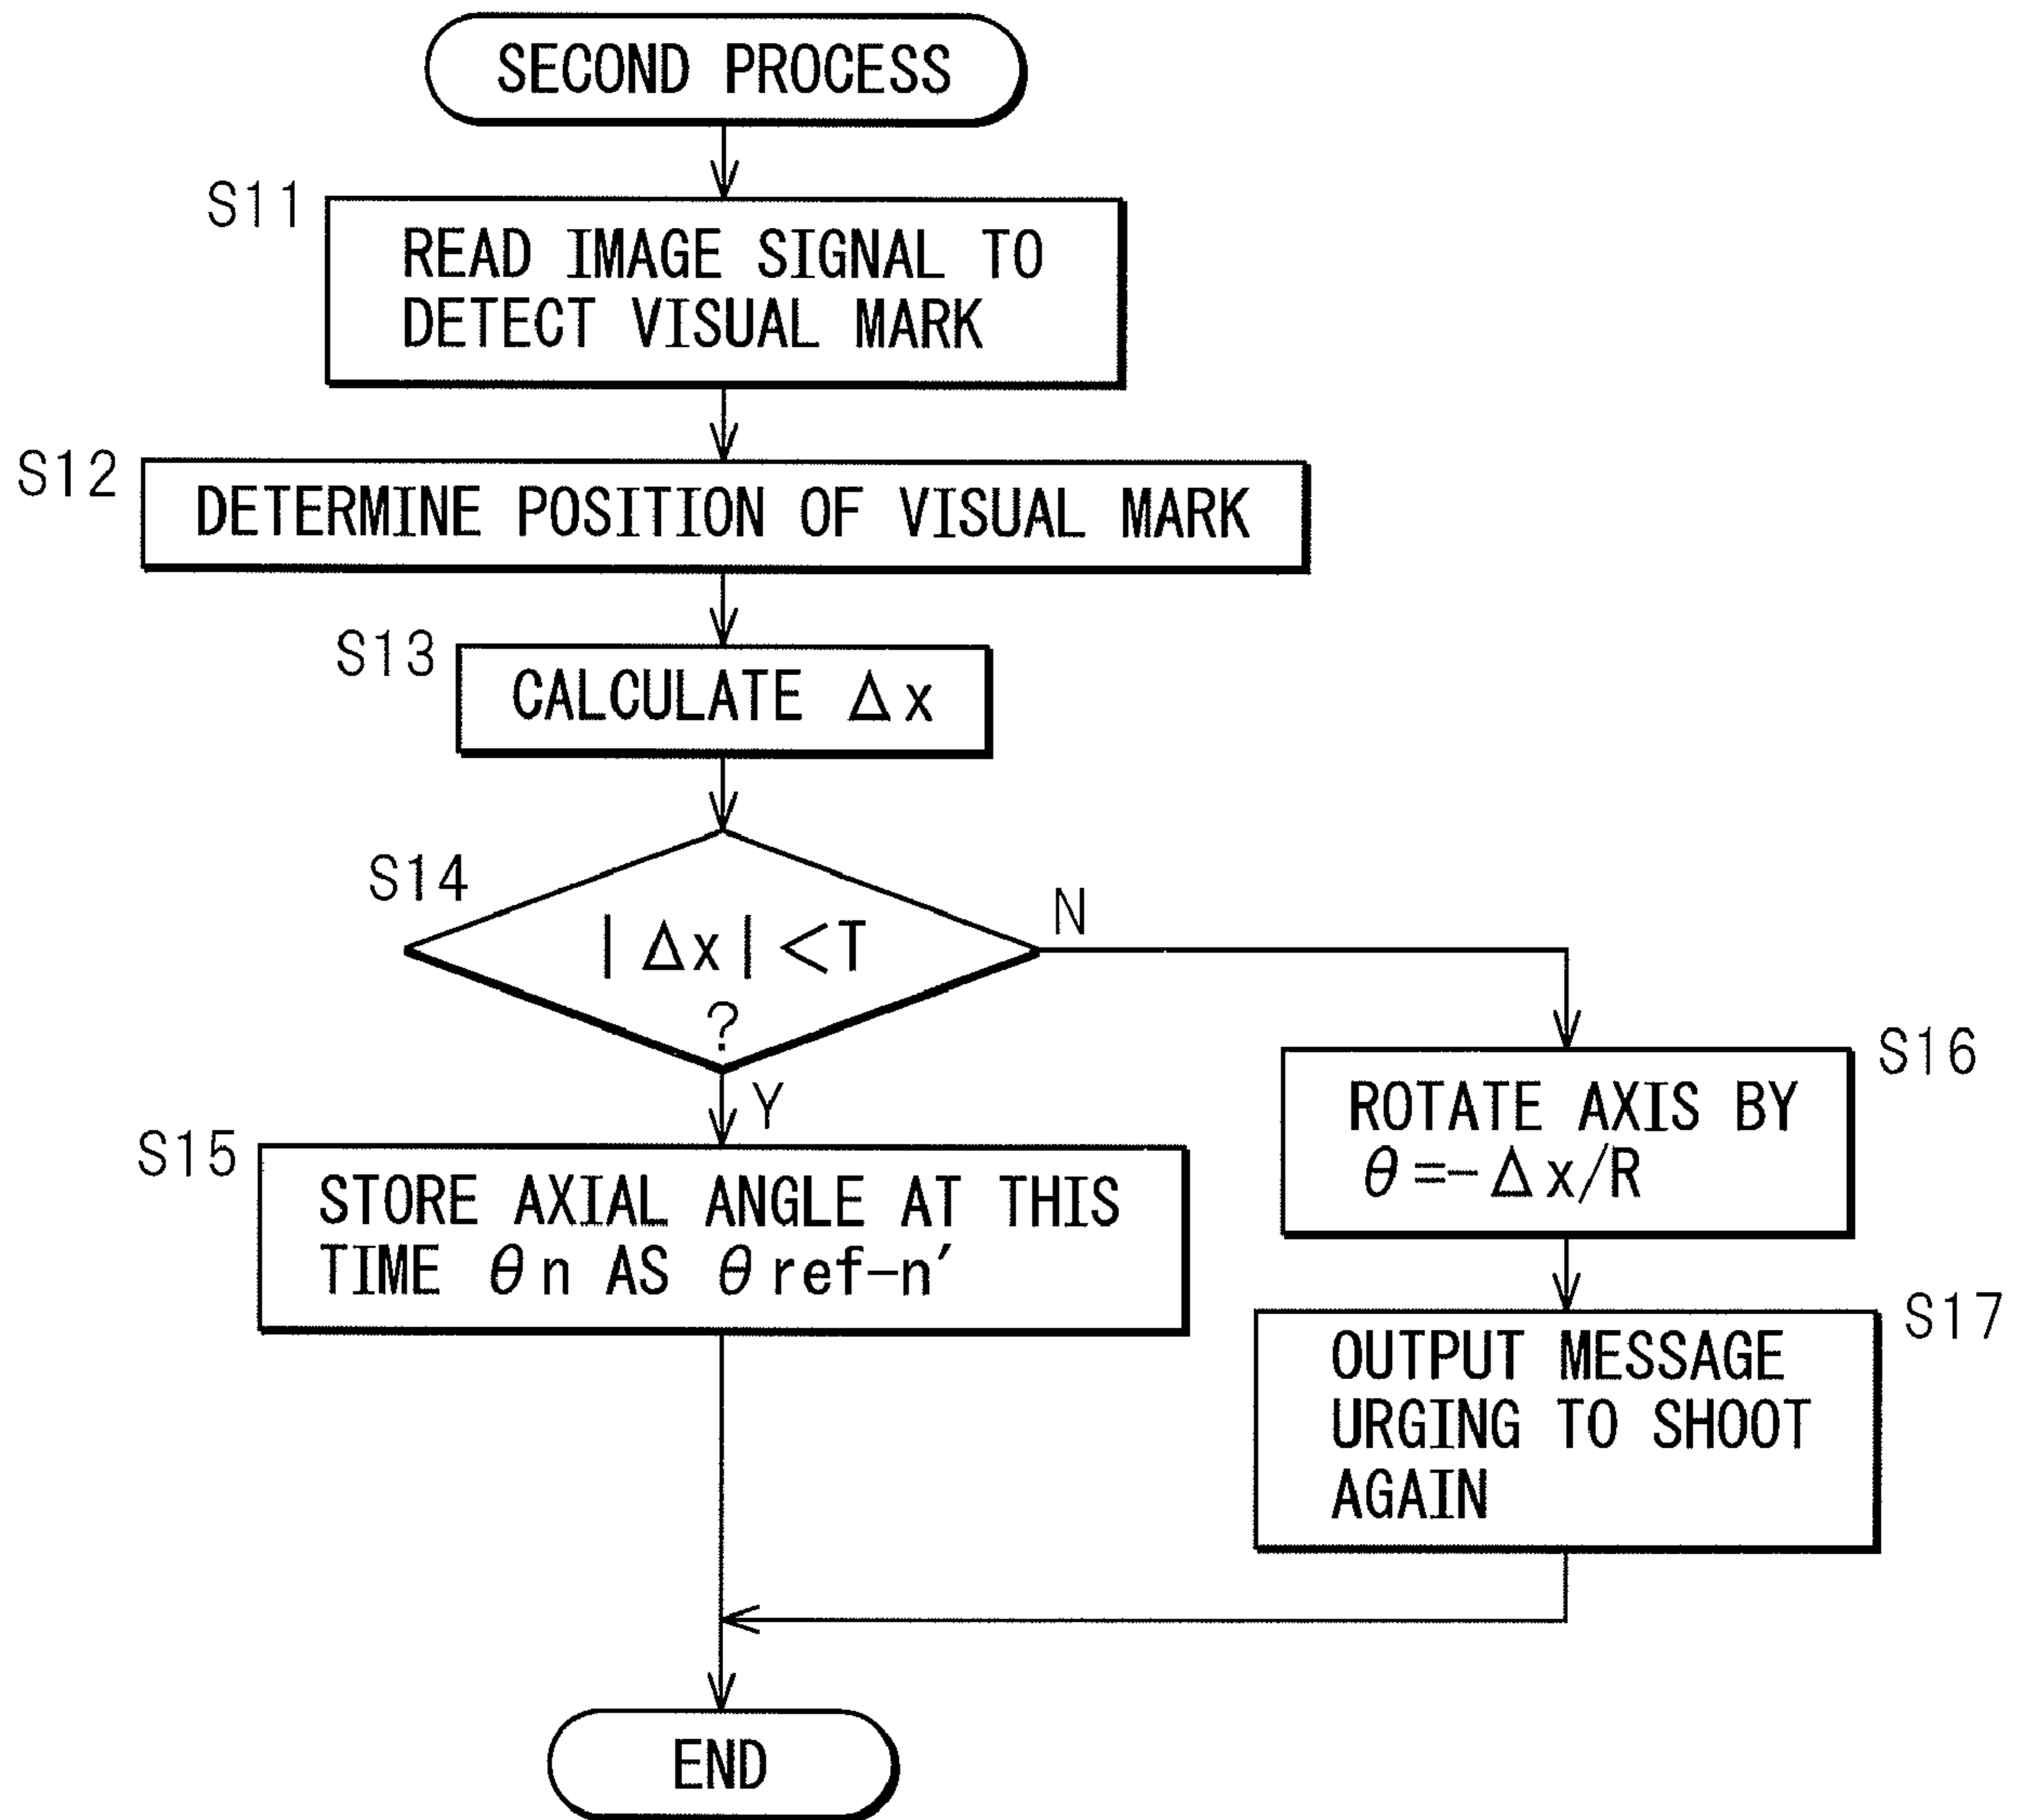 SECOND PROCESS
S11
READ IMAGE SIGNAL TO
DETECT VISUAL MARK
S12
DETERMINE POSITION OF VISUAL MARK
S13
CALCULATE Δx
S14
|Δx|<T
?
N
Y
S15
STORE AXIAL ANGLE AT THIS
TIME θn AS θref-n'
S16
ROTATE AXIS BY
θ=-Δx/R
S17
OUTPUT MESSAGE
URGING TO SHOOT
AGAIN
END